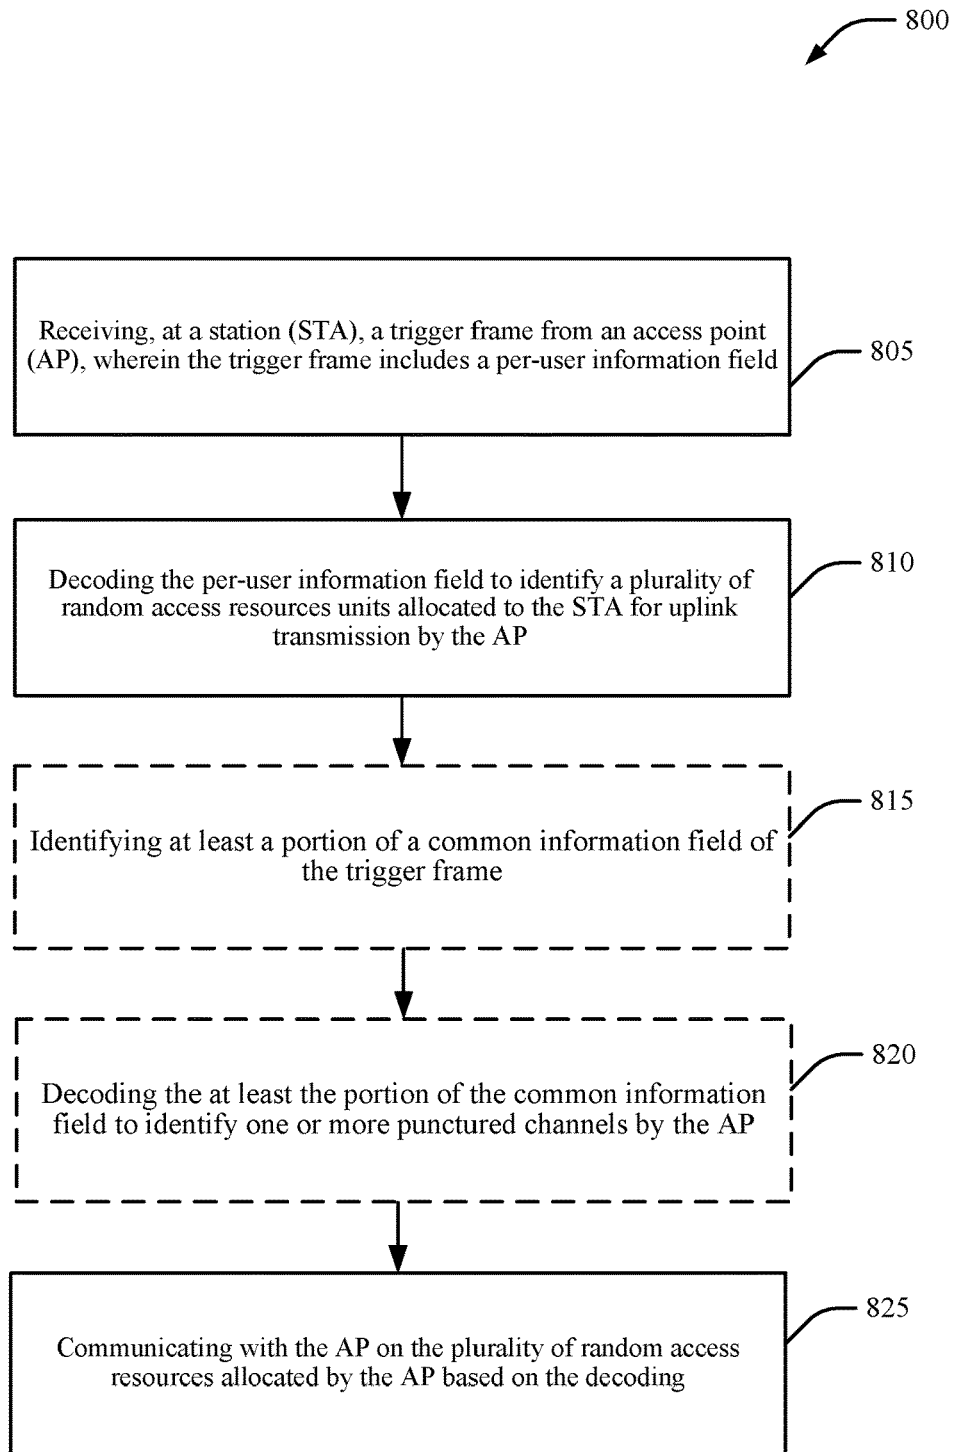 800
Receiving, at a station (STA), a trigger frame from an access point
(AP), wherein the trigger frame includes a per-user information field
805
Decoding the per-user information field to identify a plurality of
random access resources units allocated to the STA for uplink
transmission by the AP
810
Identifying at least a portion of a common information field of
the trigger frame
815
Decoding the at least the portion of the common information
field to identify one or more punctured channels by the AP
820
Communicating with the AP on the plurality of random access
resources allocated by the AP based on the decoding
825